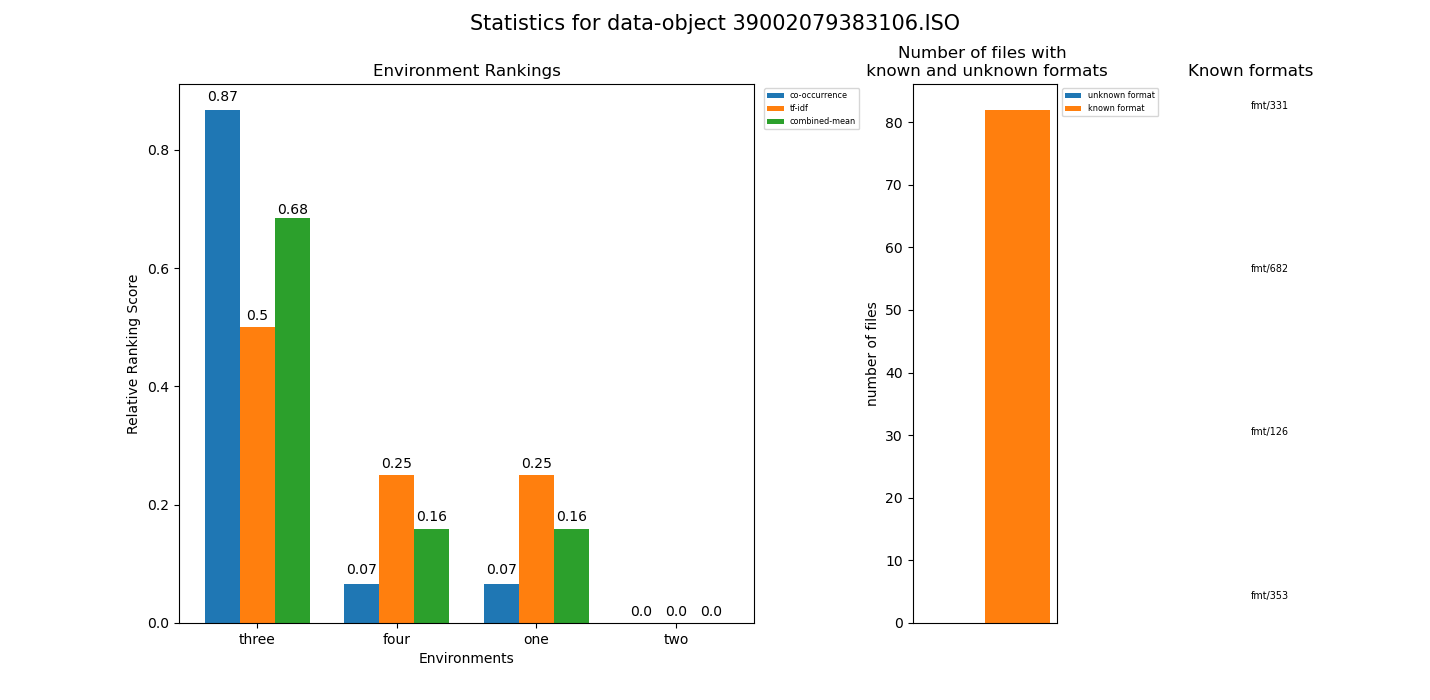 Statistics for data-object 39002079383106.ISO
Environment Rankings
0.87
0.5
0.68
0.07
0.25
0.16
0.07
0.25
0.16
0.0
0.0
0.0
0.8
0.6
0.4
0.2
0.0
Relative Ranking Score
three
four
one
two
Environments
co-occurrence
tf-idf
combined-mean
Number of files with
known and unknown formats
80
70
60
50
40
30
20
10
0
number of files
unknown format
known format
Known formats
fmt/331
fmt/682
fmt/126
fmt/353